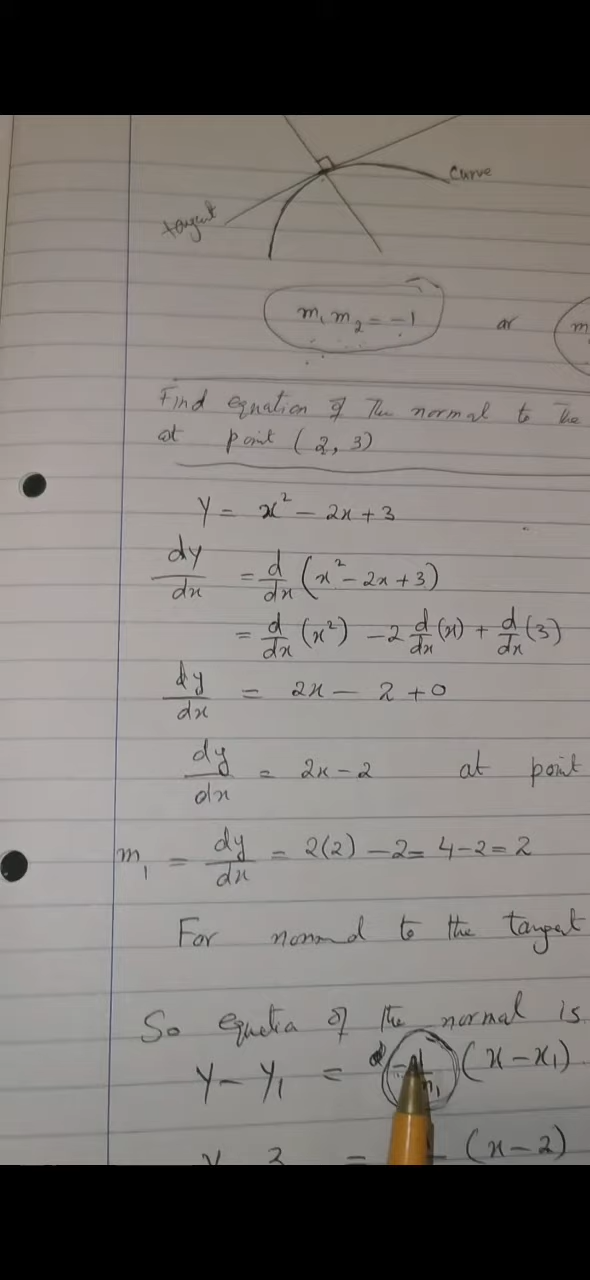 Curve
tangent
m₁ m₂ = -1 or m
Find equation of the normal to the
at point (2, 3)
y = x² - 2x + 3
dy/dx = d/dx (x² - 2x + 3)
= d/dx (x²) - 2 d/dx (x) + d/dx (3)
dy/dx = 2x - 2 + 0
dy/dx = 2x - 2 at point
m₁ = dy/dx = 2(2) - 2 = 4 - 2 = 2
For normal to the tangent
So equation of the normal is
y - y₁ = (x - x₁)
= (x - 2)